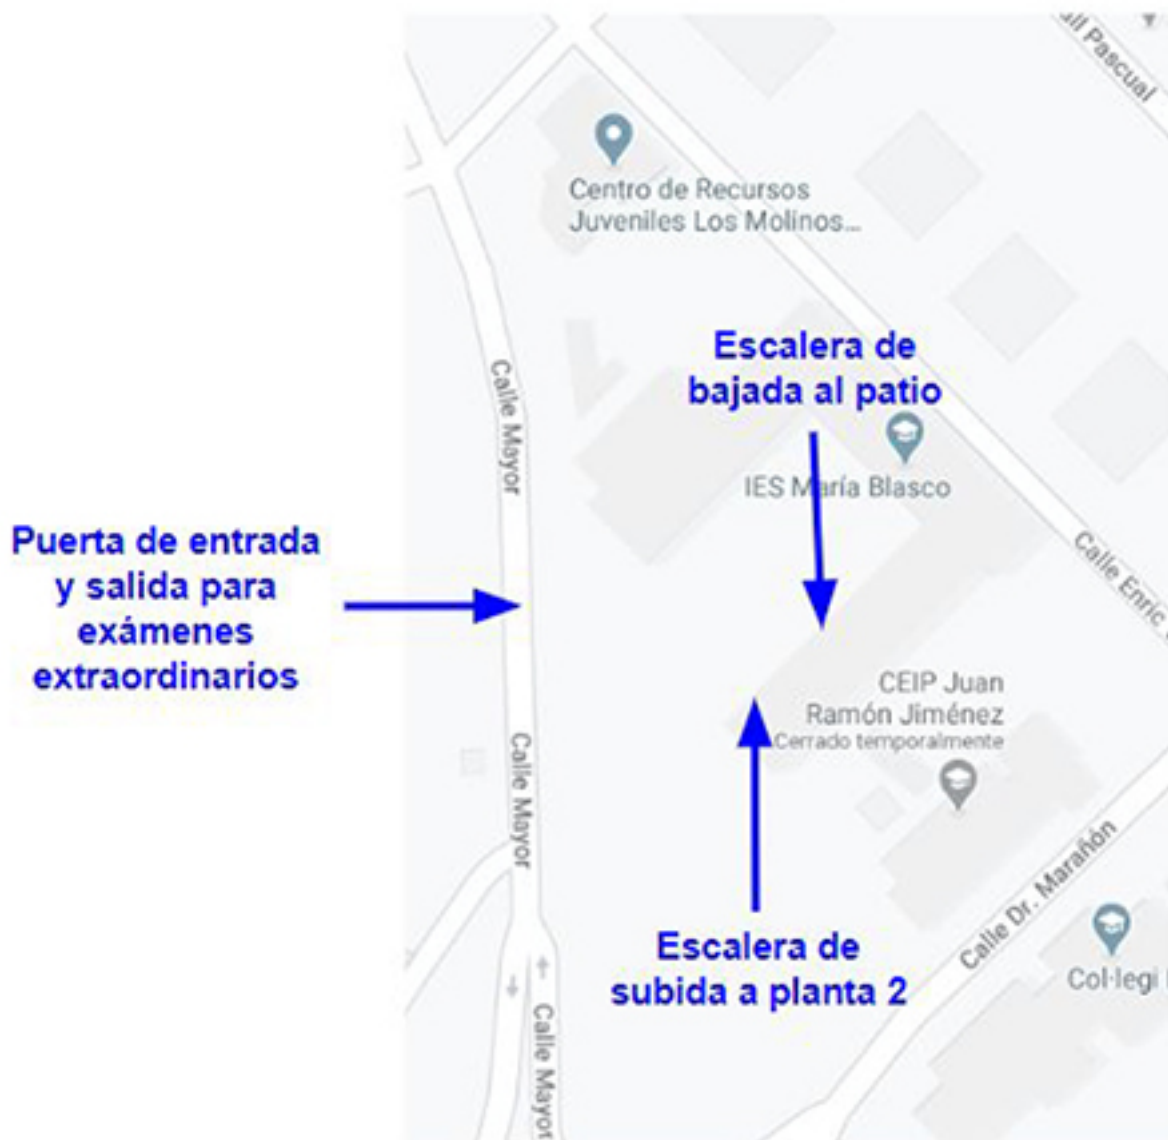 all Pascual
Centro de Recursos
Juveniles Los Molinos...
Escalera de
bajada al patio
Calle Mayor
IES María Blasco
Puerta de entrada
y salida para
exámenes
extraordinarios
Calle Enric
CEIP Juan
Ramón Jiménez
Cerrado temporalmente
Calle Mayor
Calle Dr. Marañón
Escalera de
subida a planta 2
Col·legi
Calle Mayor